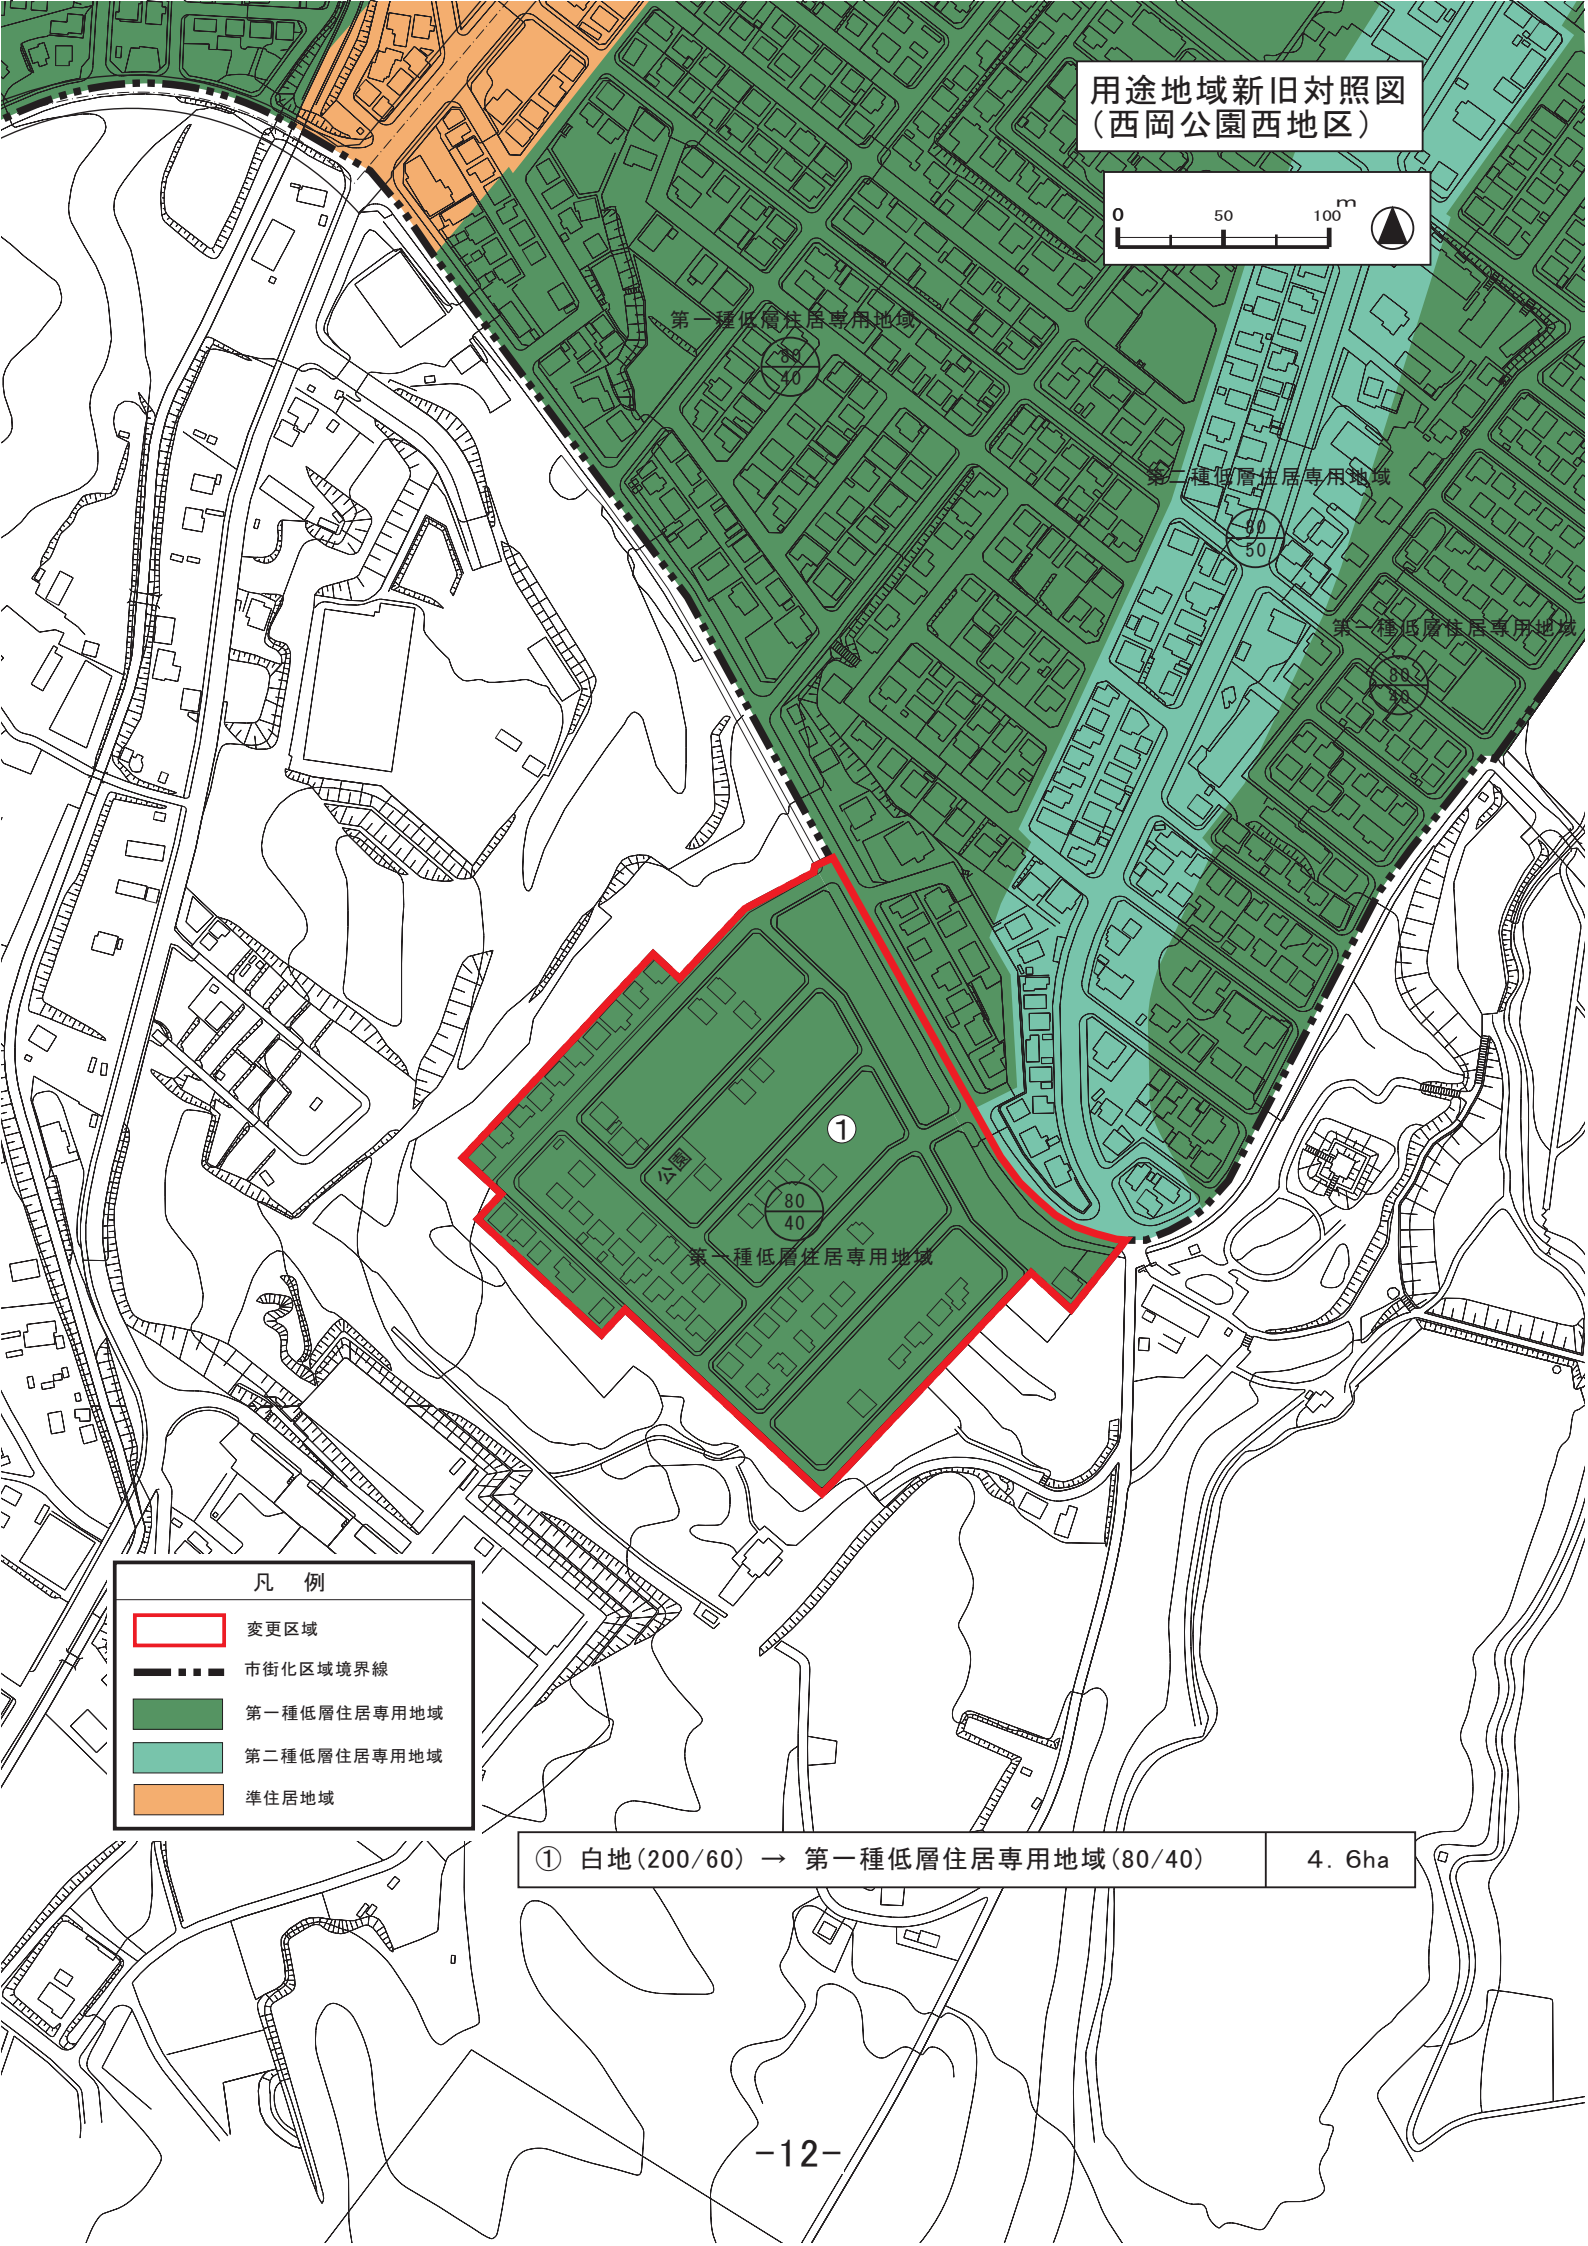 用途地域新旧対照図
(西岡公園西地区)
0 50 100m
第一種低層住居専用地域
80
40
第二種低層住居専用地域
80
50
第一種低層住居専用地域
80
40
①
公園
80
40
第一種低層住居専用地域
凡 例
変更区域
市街化区域境界線
第一種低層住居専用地域
第二種低層住居専用地域
準住居地域
① 白地(200/60) → 第一種低層住居専用地域(80/40) 4.6ha
-12-